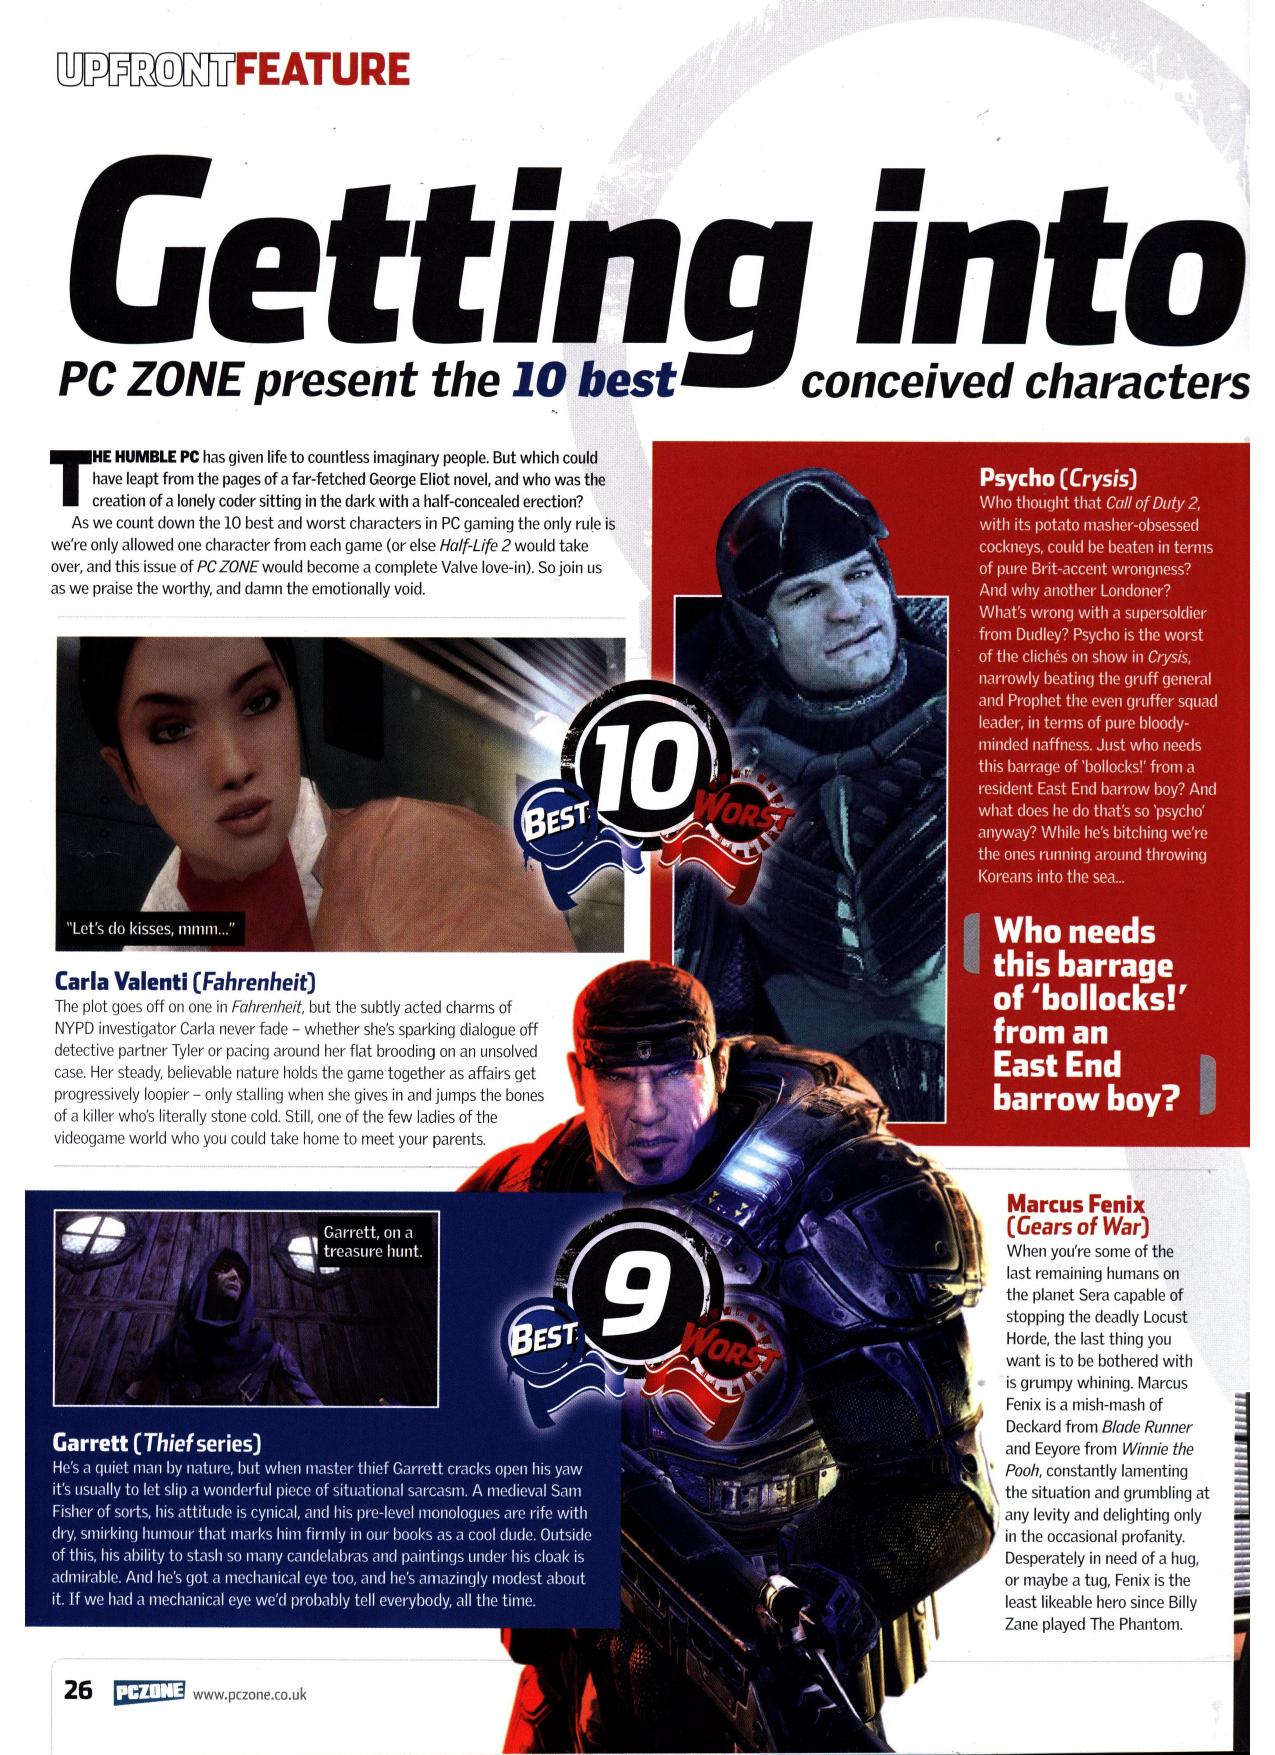 UPFRONTFEATURE
Getting into
PC ZONE present the 10 best conceived characters
THE HUMBLE PC has given life to countless imaginary people. But which could
have leapt from the pages of a far-fetched George Eliot novel, and who was the
creation of a lonely coder sitting in the dark with a half-concealed erection?
As we count down the 10 best and worst characters in PC gaming the only rule is
we're only allowed one character from each game (or else Half-Life 2 would take
over, and this issue of PC ZONE would become a complete Valve love-in). So join us
as we praise the worthy, and damn the emotionally void.
"Let's do kisses, mmm..."
10
BEST
WORST
Carla Valenti (Fahrenheit)
The plot goes off on one in Fahrenheit, but the subtly acted charms of
NYPD investigator Carla never fade – whether she's sparking dialogue off
detective partner Tyler or pacing around her flat brooding on an unsolved
case. Her steady, believable nature holds the game together as affairs get
progressively loopier – only stalling when she gives in and jumps the bones
of a killer who's literally stone cold. Still, one of the few ladies of the
videogame world who you could take home to meet your parents.
Psycho (Crysis)
Who thought that Call of Duty 2,
with its potato masher-obsessed
cockneys, could be beaten in terms
of pure Brit-accent wrongness?
And why another Londoner?
What's wrong with a supersoldier
from Dudley? Psycho is the worst
of the clichés on show in Crysis,
narrowly beating the gruff general
and Prophet the even gruffer squad
leader, in terms of pure bloody-
minded naffness. Just who needs
this barrage of 'bollocks!' from a
resident East End barrow boy? And
what does he do that's so 'psycho'
anyway? While he's bitching we're
the ones running around throwing
Koreans into the sea...
Who needs
this barrage
of 'bollocks!'
from an
East End
barrow boy?
Garrett, on a
treasure hunt.
9
BEST
WORST
Garrett (Thief series)
He's a quiet man by nature, but when master thief Garrett cracks open his yaw
it's usually to let slip a wonderful piece of situational sarcasm. A medieval Sam
Fisher of sorts, his attitude is cynical, and his pre-level monologues are rife with
dry, smirking humour that marks him firmly in our books as a cool dude. Outside
of this, his ability to stash so many candelabras and paintings under his cloak is
admirable. And he's got a mechanical eye too, and he's amazingly modest about
it. If we had a mechanical eye we'd probably tell everybody, all the time.
Marcus Fenix
(Gears of War)
When you're some of the
last remaining humans on
the planet Sera capable of
stopping the deadly Locust
Horde, the last thing you
want is to be bothered with
is grumpy whining. Marcus
Fenix is a mish-mash of
Deckard from Blade Runner
and Eeyore from Winnie the
Pooh, constantly lamenting
the situation and grumbling at
any levity and delighting only
in the occasional profanity.
Desperately in need of a hug,
or maybe a tug, Fenix is the
least likeable hero since Billy
Zane played The Phantom.
26 PCZONE www.pczone.co.uk